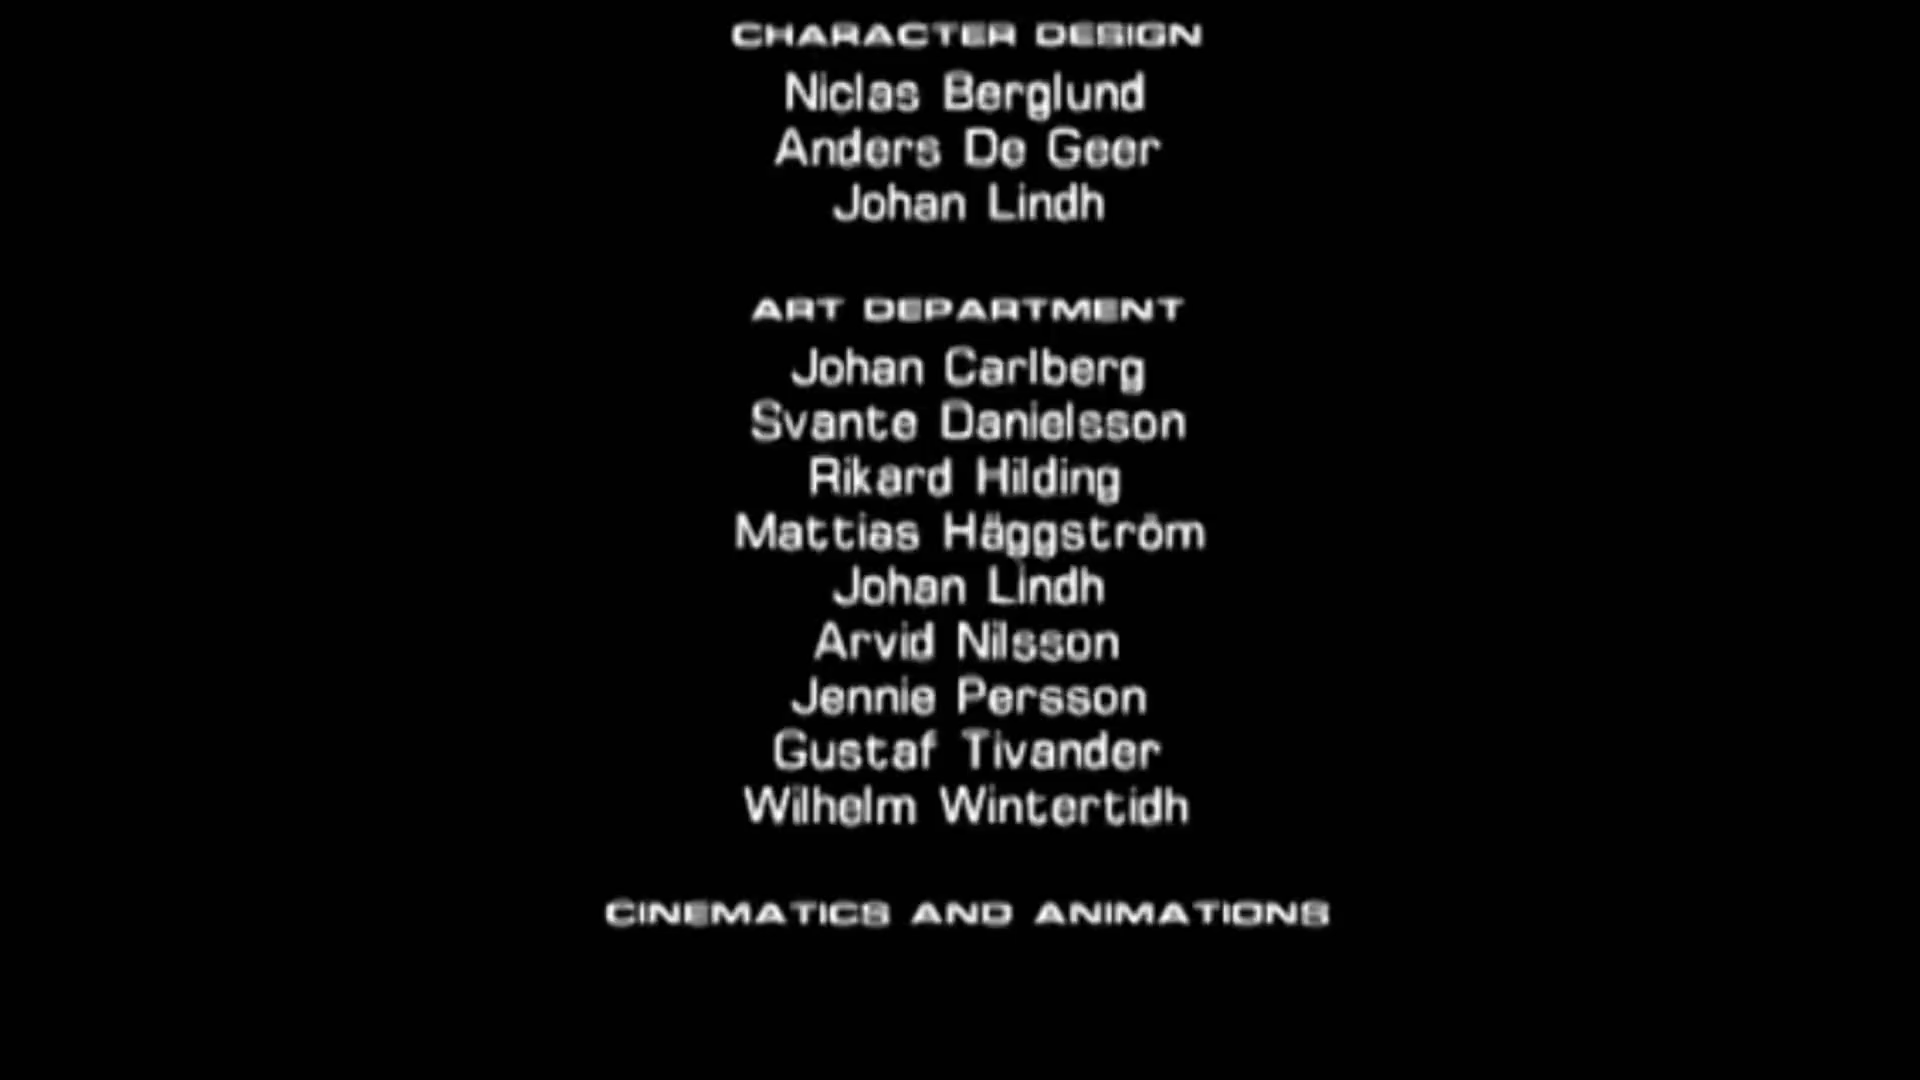 CHARACTER DESIGN
Niclas Berglund
Anders De Geer
Johan Lindh
ART DEPARTMENT
Johan Carlberg
Svante Danielsson
Rikard Hilding
Mattias Häggström
Johan Lindh
Arvid Nilsson
Jennie Persson
Gustaf Tivander
Wilhelm Wintertidh
CINEMATICS AND ANIMATIONS